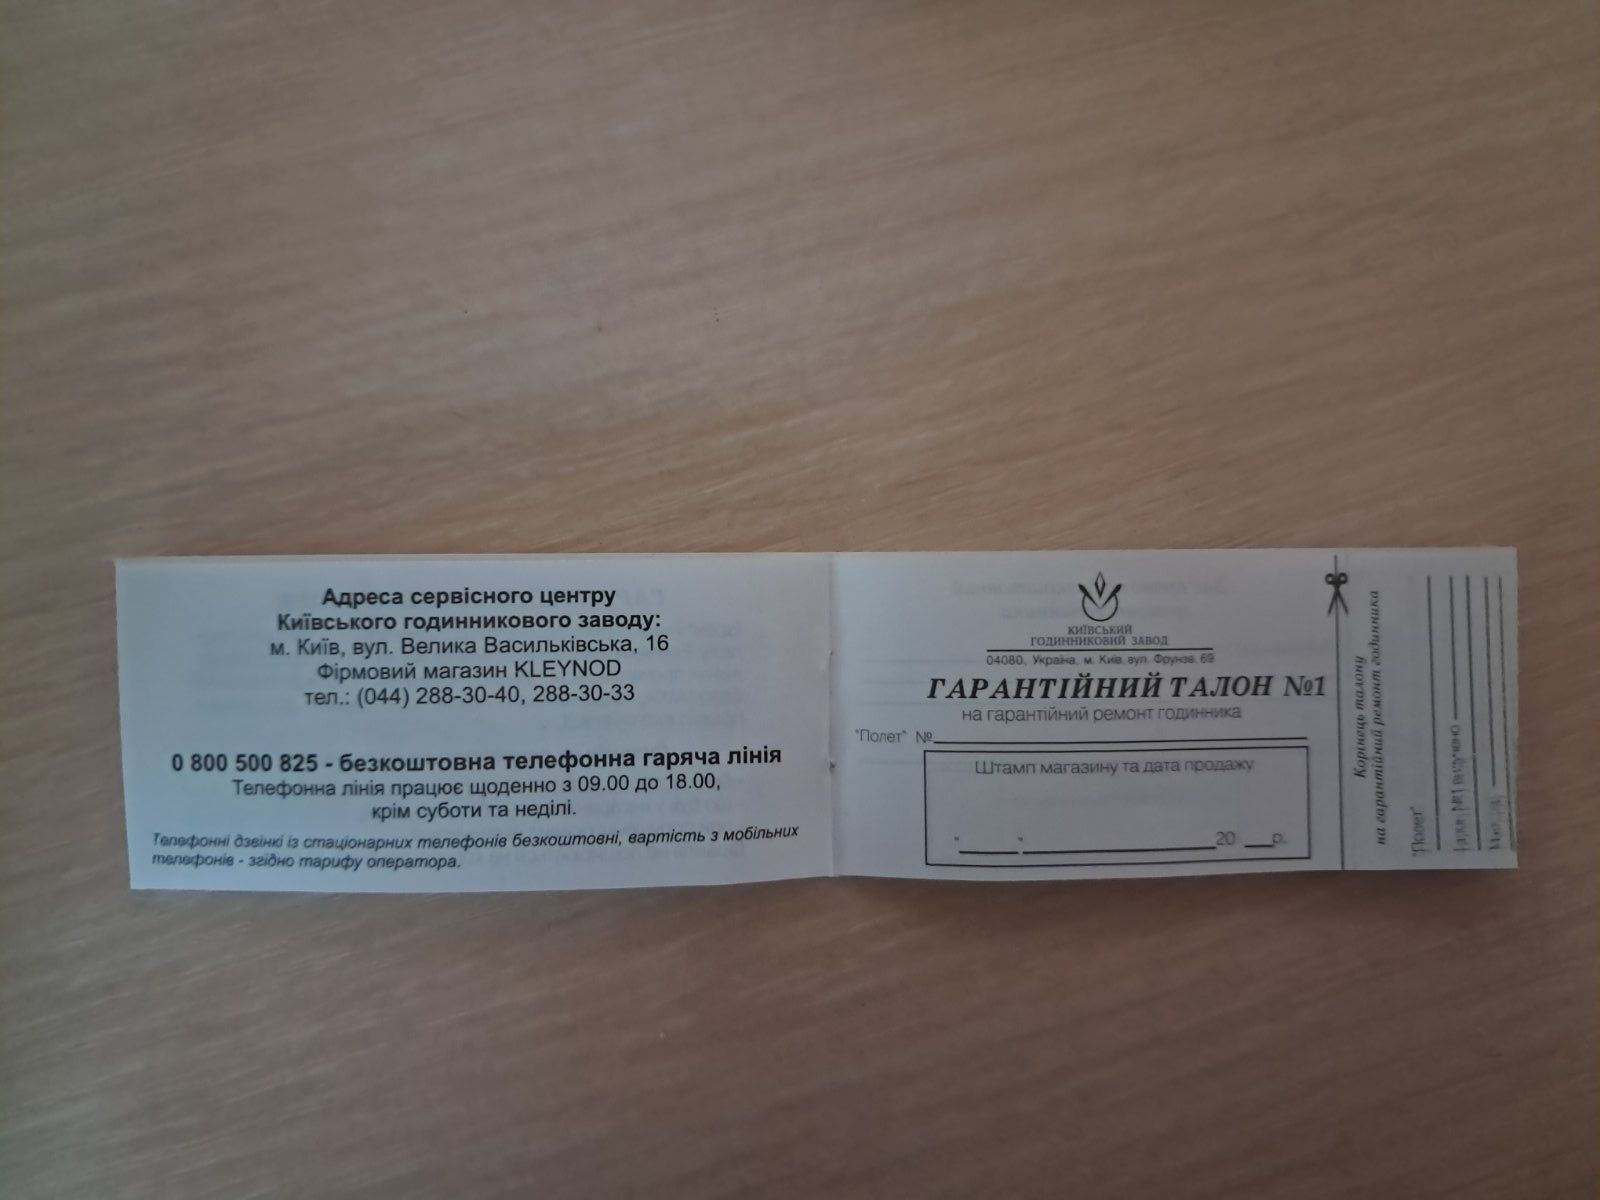 Адреса сервісного центру
Київського годинникового заводу:
м. Київ, вул. Велика Васильківська, 16
Фірмовий магазин KLEYNOD
тел.: (044) 288-30-40, 288-30-33
0 800 500 825 - безкоштовна телефонна гаряча лінія
Телефонна лінія працює щоденно з 09.00 до 18.00,
крім суботи та неділі.
Телефонні дзвінкі із стаціонарних телефонів безкоштовні, вартість з мобільних
телефонів - згідно тарифу оператора.
КИЇВСЬКИЙ
ГОДИННИКОВИЙ ЗАВОД
04080, Україна, м. Київ, вул. Фрунзе, 69
ГАРАНТІЙНИЙ ТАЛОН №1
на гарантійний ремонт годинника
"Полет" №
Штамп магазину та дата продажу
" " 20 р.
Корінець талону
на гарантійний ремонт годинника
"Полет"